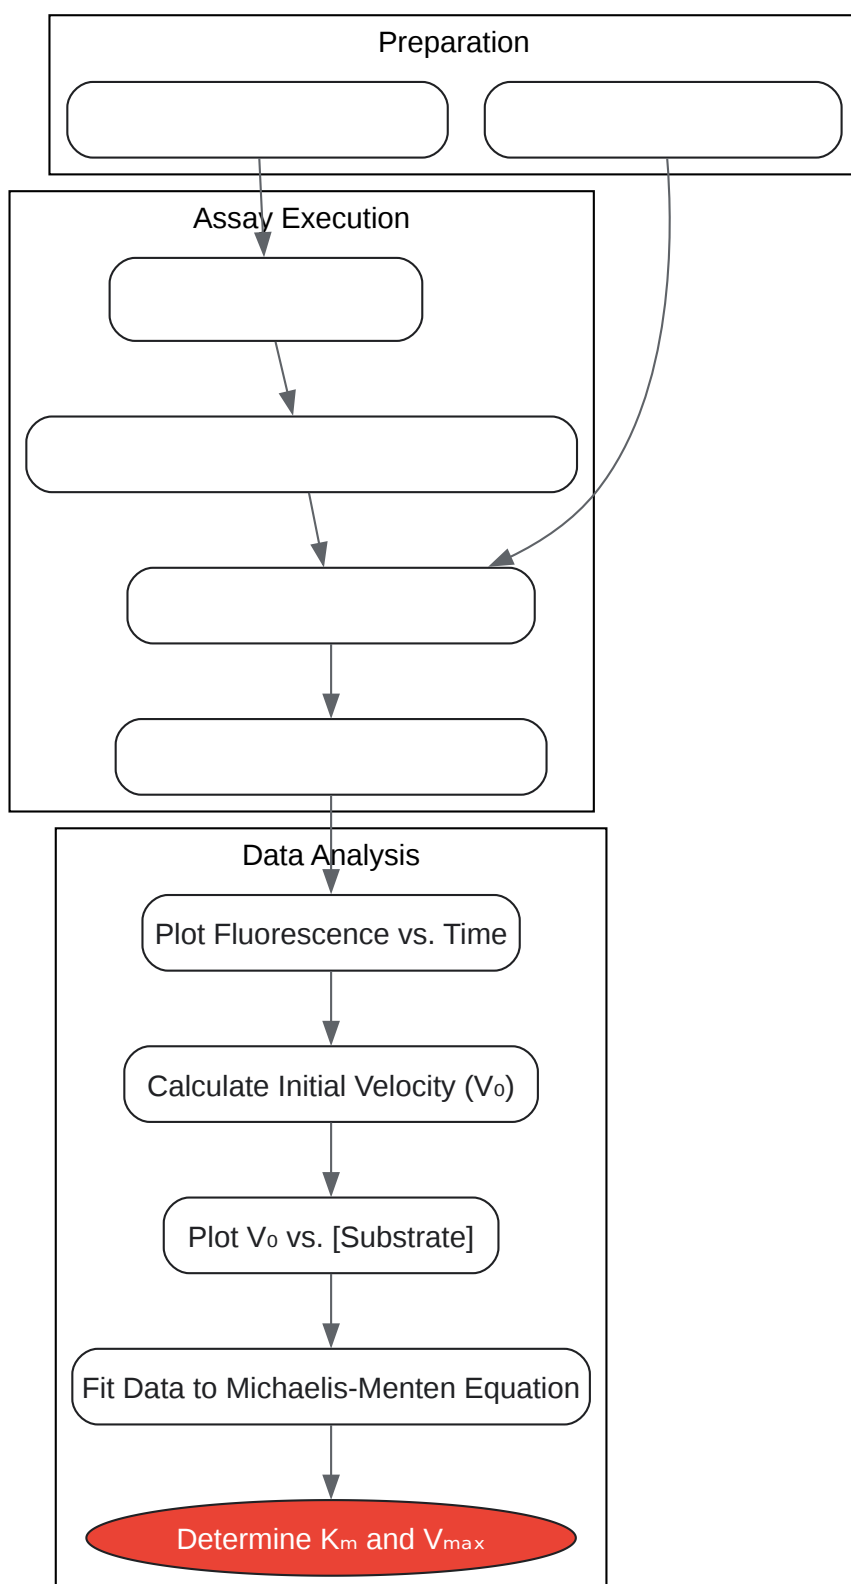 Preparation
Assay Execution
Data Analysis
Plot Fluorescence vs. Time
Calculate Initial Velocity (V₀)
Plot V₀ vs. [Substrate]
Fit Data to Michaelis-Menten Equation
Determine Kₘ and Vₘₐₓ